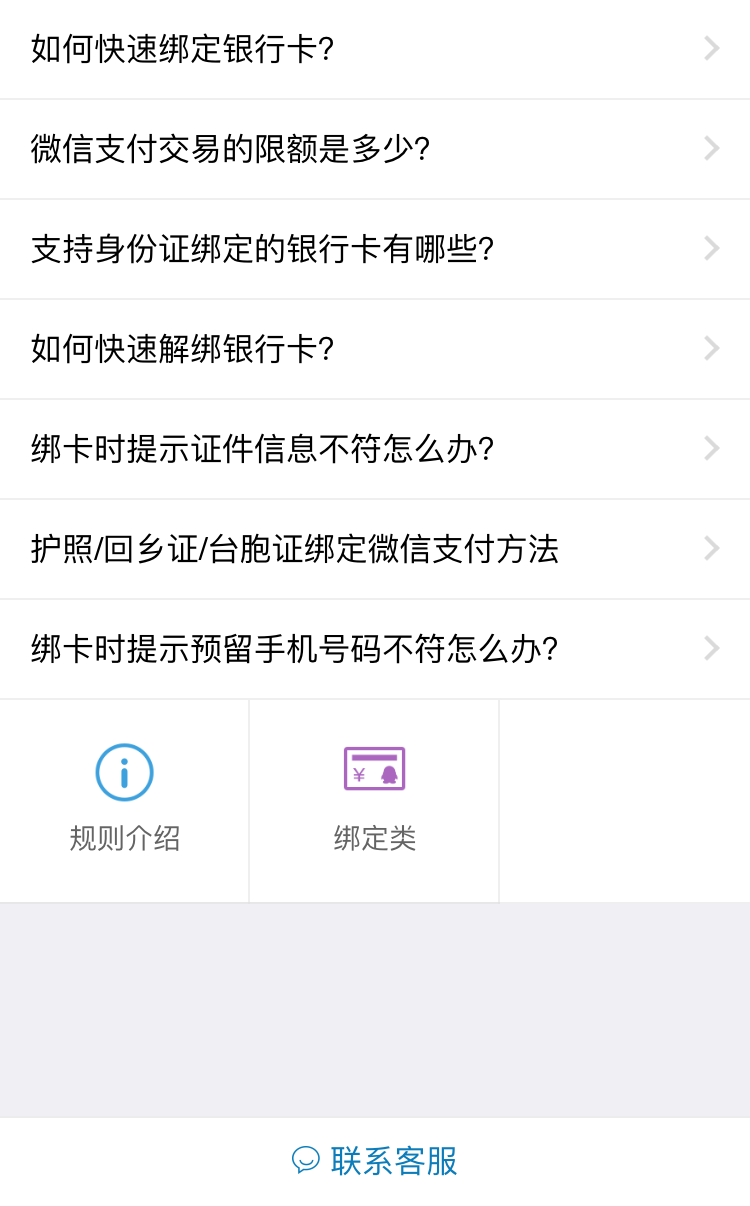 如何快速绑定银行卡?
微信支付交易的限额是多少?
支持身份证绑定的银行卡有哪些?
如何快速解绑银行卡?
绑卡时提示证件信息不符怎么办?
护照/回乡证/台胞证绑定微信支付方法
绑卡时提示预留手机号码不符怎么办?
规则介绍
¥
绑定类
联系客服